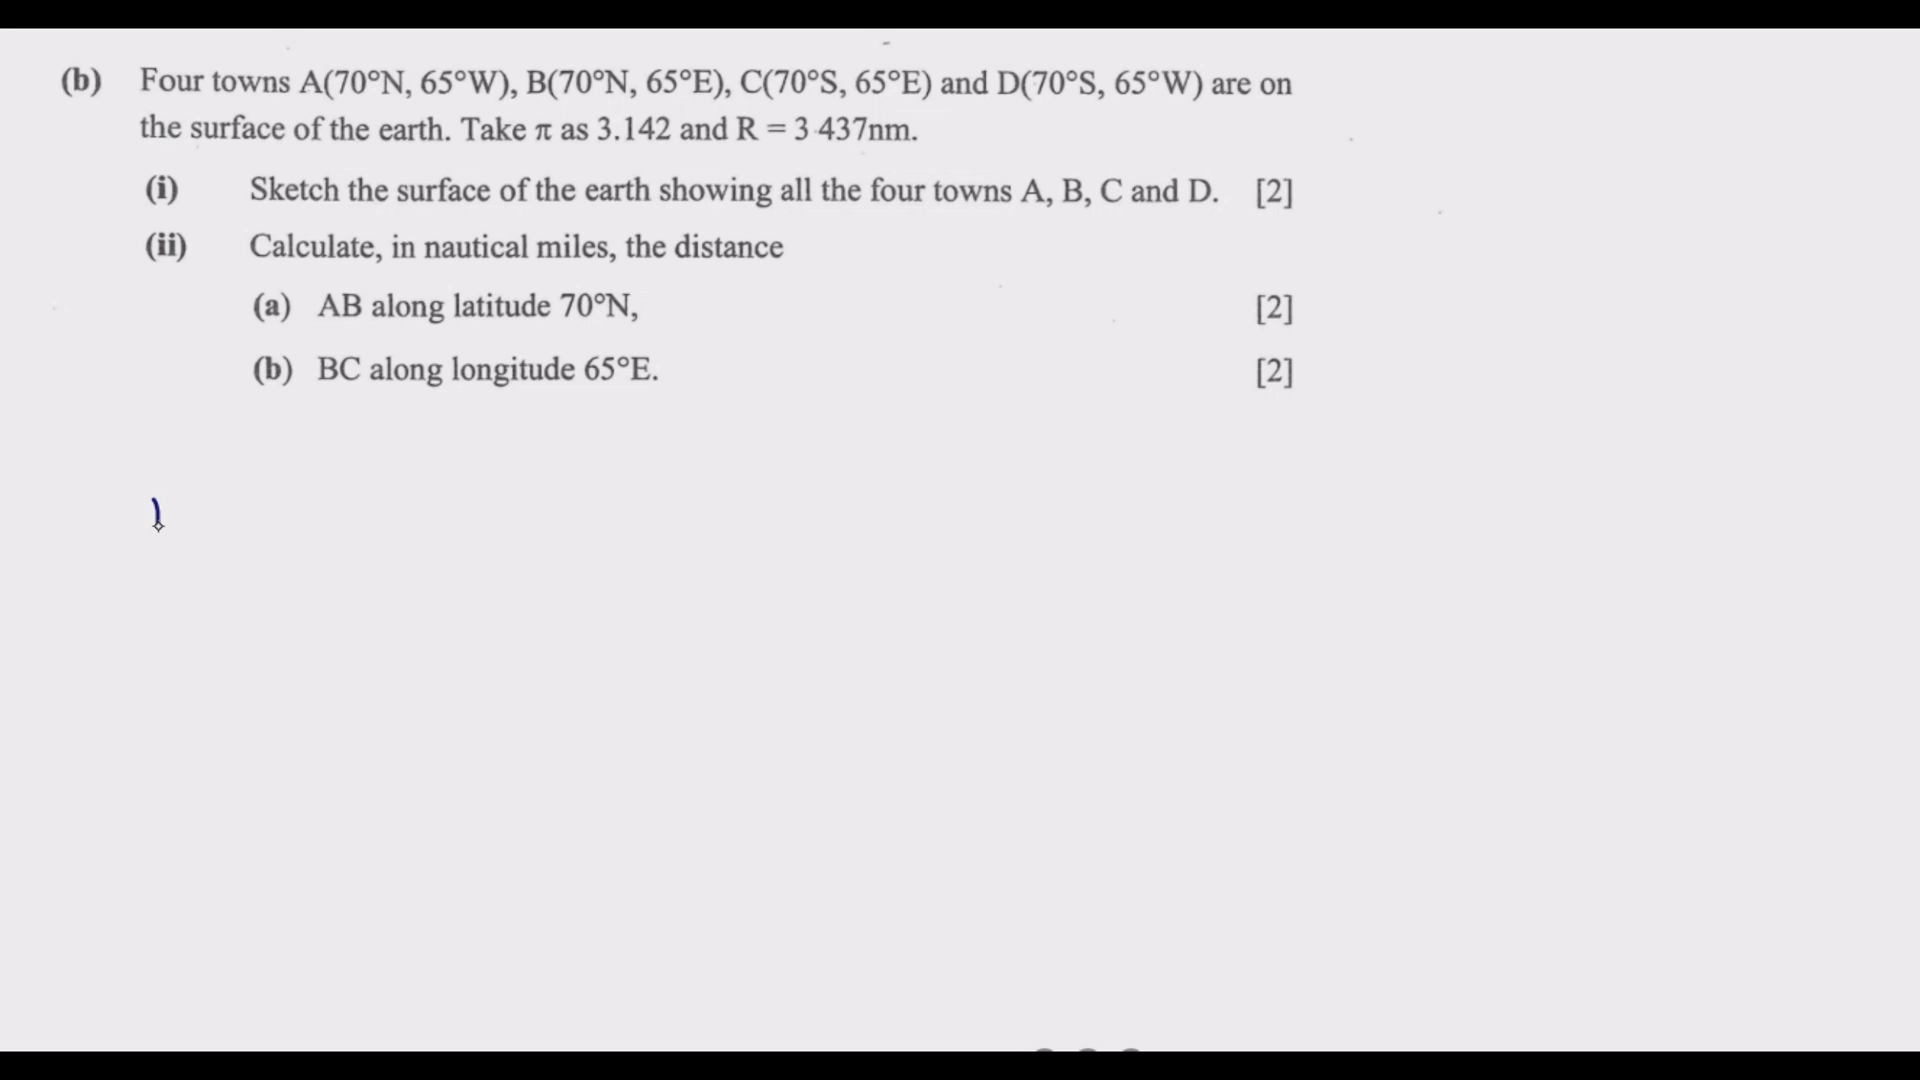 (b) Four towns A(70°N, 65°W), B(70°N, 65°E), C(70°S, 65°E) and D(70°S, 65°W) are on
the surface of the earth. Take π as 3.142 and R = 3 437nm.
(i) Sketch the surface of the earth showing all the four towns A, B, C and D. [2]
(ii) Calculate, in nautical miles, the distance
(a) AB along latitude 70°N, [2]
(b) BC along longitude 65°E. [2]